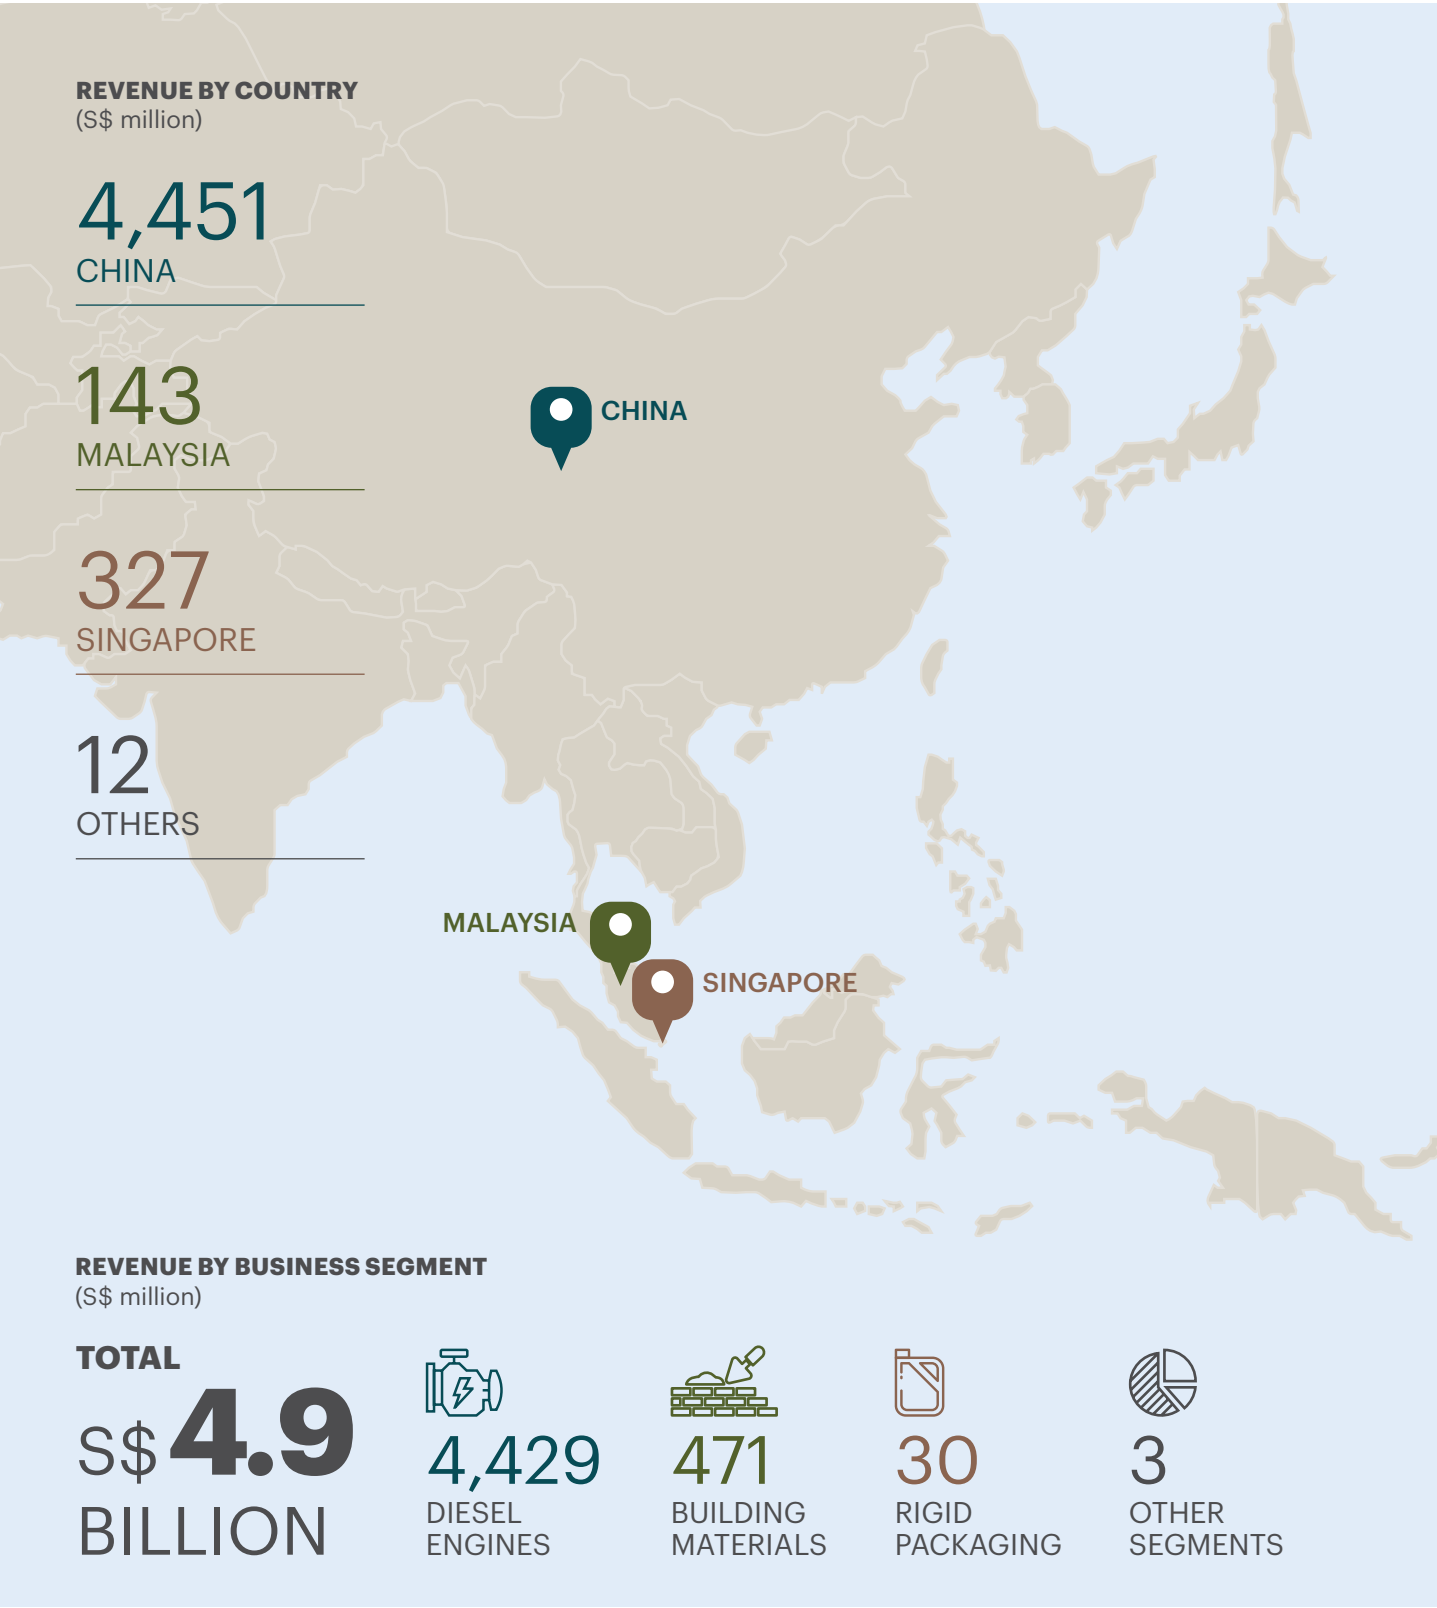 REVENUE BY COUNTRY
(S$ million)
4,451
CHINA
143
MALAYSIA
327
SINGAPORE
12
OTHERS
CHINA
MALAYSIA
SINGAPORE
REVENUE BY BUSINESS SEGMENT
(S$ million)
TOTAL
S$ 4.9
BILLION
4,429
DIESEL
ENGINES
471
BUILDING
MATERIALS
30
RIGID
PACKAGING
3
OTHER
SEGMENTS